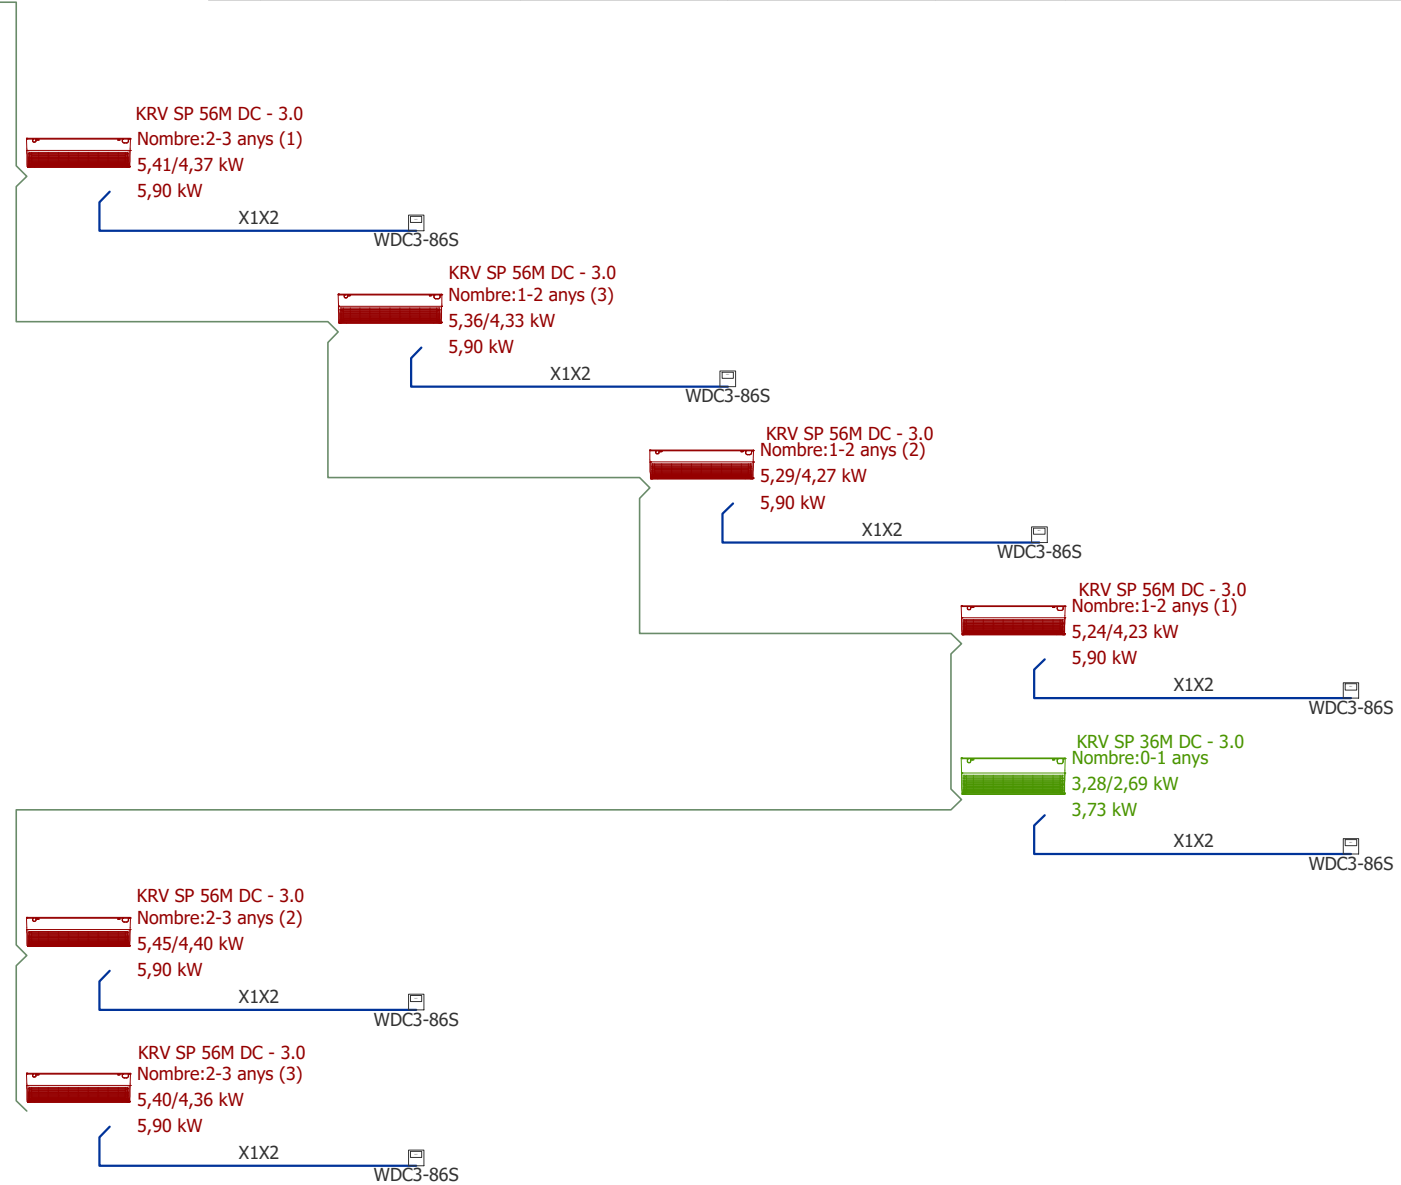 KRV SP 56M DC - 3.0
Nombre:2-3 anys (1)
5,41/4,37 kW
5,90 kW
X1X2
WDC3-86S
KRV SP 56M DC - 3.0
Nombre:1-2 anys (3)
5,36/4,33 kW
5,90 kW
X1X2
WDC3-86S
KRV SP 56M DC - 3.0
Nombre:1-2 anys (2)
5,29/4,27 kW
5,90 kW
X1X2
WDC3-86S
KRV SP 56M DC - 3.0
Nombre:1-2 anys (1)
5,24/4,23 kW
5,90 kW
X1X2
WDC3-86S
KRV SP 36M DC - 3.0
Nombre:0-1 anys
3,28/2,69 kW
3,73 kW
X1X2
WDC3-86S
KRV SP 56M DC - 3.0
Nombre:2-3 anys (2)
5,45/4,40 kW
5,90 kW
X1X2
WDC3-86S
KRV SP 56M DC - 3.0
Nombre:2-3 anys (3)
5,40/4,36 kW
5,90 kW
X1X2
WDC3-86S